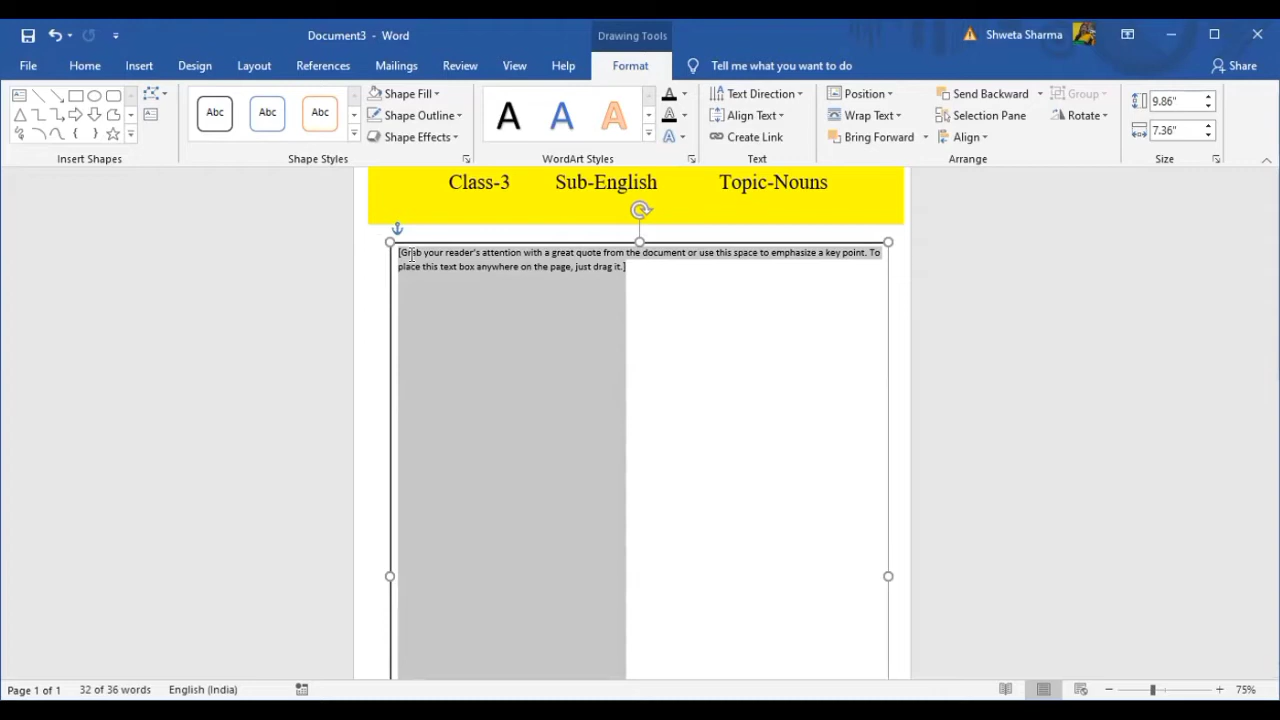 Document3 - Word
Drawing Tools
Shweta Sharma
File Home Insert Design Layout References Mailings Review View Help Format Tell me what you want to do Share
Abc Abc Abc
Shape Fill
Shape Outline
Shape Effects
A A A
A
A
A
Text Direction
Align Text
Create Link
Position
Wrap Text
Bring Forward
Send Backward
Selection Pane
Align
Group
Rotate
9.86"
7.36"
Insert Shapes Shape Styles WordArt Styles Text Arrange Size
Class-3 Sub-English Topic-Nouns
[Grab your reader's attention with a great quote from the document or use this space to emphasize a key point. To
place this text box anywhere on the page, just drag it.]
Page 1 of 1 32 of 36 words English (India) 75%